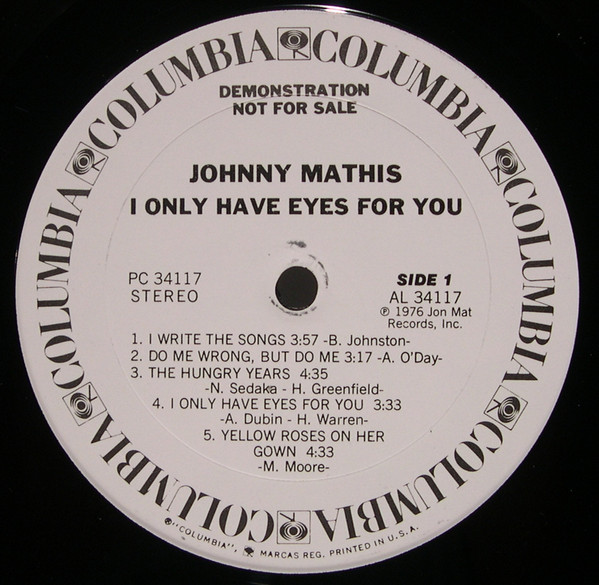 COLUMBIA COLUMBIA COLUMBIA COLUMBIA COLUMBIA COLUMBIA COLUMBIA COLUMBIA
DEMONSTRATION
NOT FOR SALE
JOHNNY MATHIS
I ONLY HAVE EYES FOR YOU
PC 34117
STEREO
SIDE 1
AL 34117
℗ 1976 Jon Mat
Records, Inc.
1. I WRITE THE SONGS 3:57 -B. Johnston-
2. DO ME WRONG, BUT DO ME 3:17 -A. O'Day-
3. THE HUNGRY YEARS 4:35
-N. Sedaka - H. Greenfield-
4. I ONLY HAVE EYES FOR YOU 3:33
-A. Dubin - H. Warren-
5. YELLOW ROSES ON HER
GOWN 4:33
-M. Moore-
℗"COLUMBIA", MARCAS REG. PRINTED IN U.S.A.